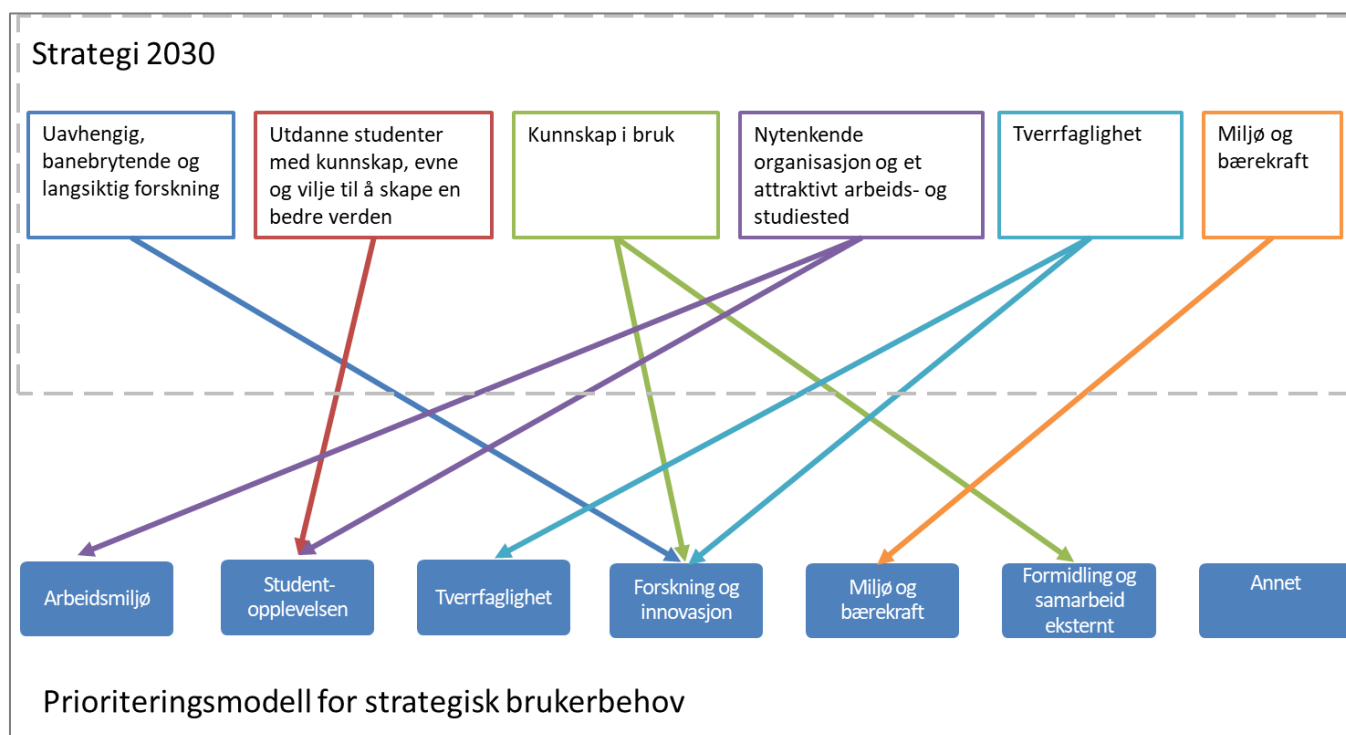 Strategi 2030
Uavhengig,
banebrytende og
langsiktig forskning
Utdanne studenter
med kunnskap, evne
og vilje til å skape en
bedre verden
Kunnskap i bruk
Nytenkende
organisasjon og et
attraktivt arbeids- og
studiested
Tverrfaglighet
Miljø og
bærekraft
Arbeidsmiljø
Student-
opplevelsen
Tverrfaglighet
Forskning og
innovasjon
Miljø og
bærekraft
Formidling og
samarbeid
eksternt
Annet
Prioriteringsmodell for strategisk brukerbehov